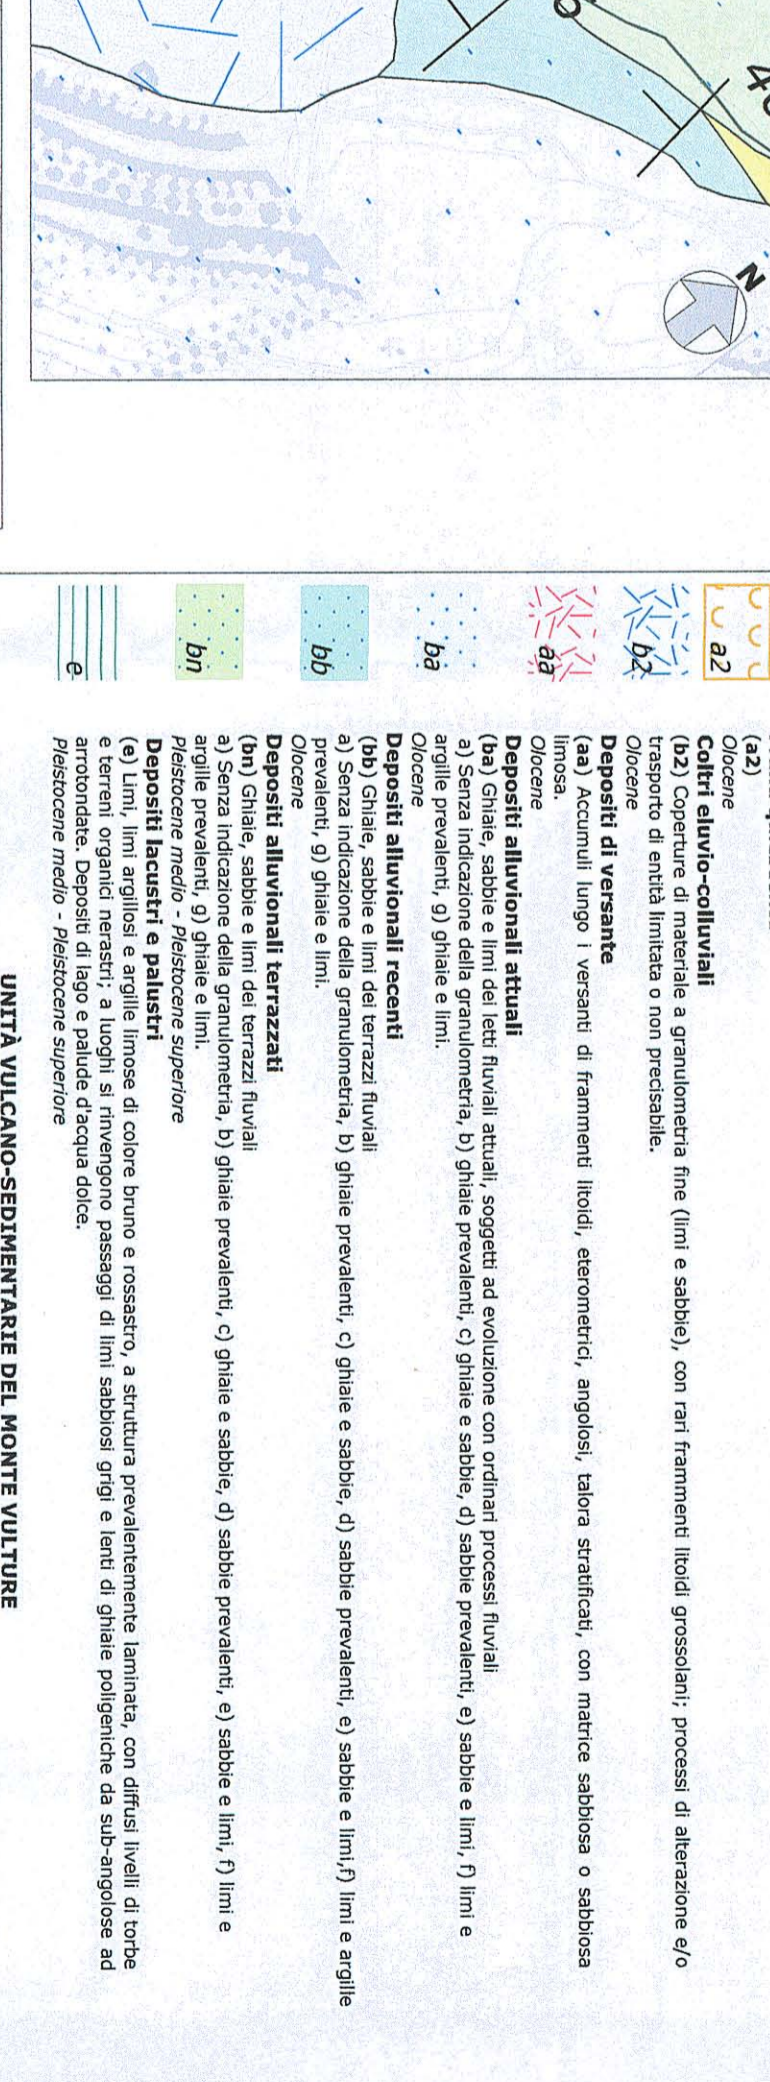 N
a2
(a2)
Olocene
b2
Coltri eluvio-colluviali
(b2) Coperture di materiale a granulometria fine (limi e sabbie), con rari frammenti litoidi grossolani; processi di alterazione e/o
trasporto di entità limitata o non precisabile.
Olocene
aa
Depositi di versante
(aa) Accumuli lungo i versanti di frammenti litoidi, eterometrici, angolosi, talora stratificati, con matrice sabbiosa o sabbiosa
limosa.
Olocene
ba
Depositi alluvionali attuali
(ba) Ghiaie, sabbie e limi dei letti fluviali attuali, soggetti ad evoluzione con ordinari processi fluviali
a) Senza indicazione della granulometria, b) ghiaie prevalenti, c) ghiaie e sabbie, d) sabbie prevalenti, e) sabbie e limi, f) limi e
argille prevalenti, g) ghiaie e limi.
Olocene
bb
Depositi alluvionali recenti
(bb) Ghiaie, sabbie e limi dei terrazzi fluviali
a) Senza indicazione della granulometria, b) ghiaie prevalenti, c) ghiaie e sabbie, d) sabbie prevalenti, e) sabbie e limi,f) limi e argille
prevalenti, g) ghiaie e limi.
Olocene
bn
Depositi alluvionali terrazzati
(bn) Ghiaie, sabbie e limi dei terrazzi fluviali
a) Senza indicazione della granulometria, b) ghiaie prevalenti, c) ghiaie e sabbie, d) sabbie prevalenti, e) sabbie e limi, f) limi e
argille prevalenti, g) ghiaie e limi.
Pleistocene medio - Pleistocene superiore
e
Depositi lacustri e palustri
(e) Limi, limi argillosi e argille limose di colore bruno e rossastro, a struttura prevalentemente laminata, con diffusi livelli di torbe
e terreni organici nerastri; a luoghi si rinvengono passaggi di limi sabbiosi grigi e lenti di ghiaie poligeniche da sub-angolose ad
arrotondate. Depositi di lago e palude d'acqua dolce.
Pleistocene medio - Pleistocene superiore
UNITÀ VULCANO-SEDIMENTARIE DEL MONTE VULTURE